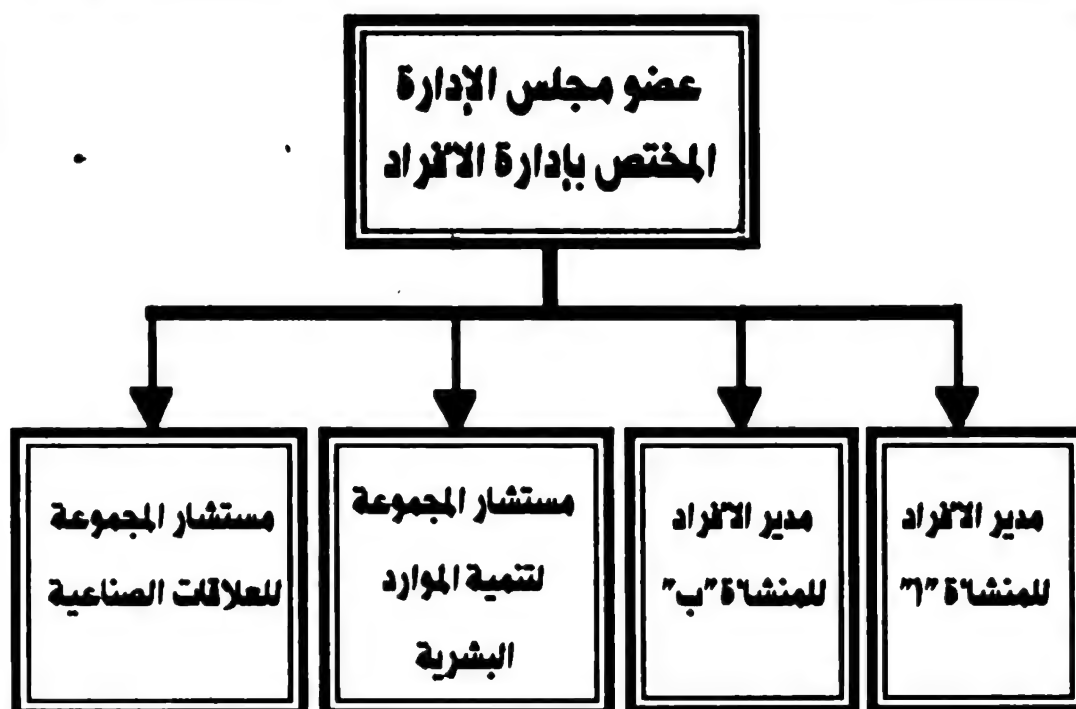 عضو مجلس الإدارة
المختص بإدارة الأفراد
مدير الأفراد
للمنشأة "أ"
مدير الأفراد
للمنشأة "ب"
مستشار المجموعة
لتنمية الموارد
البشرية
مستشار المجموعة
للعلاقات الصناعية